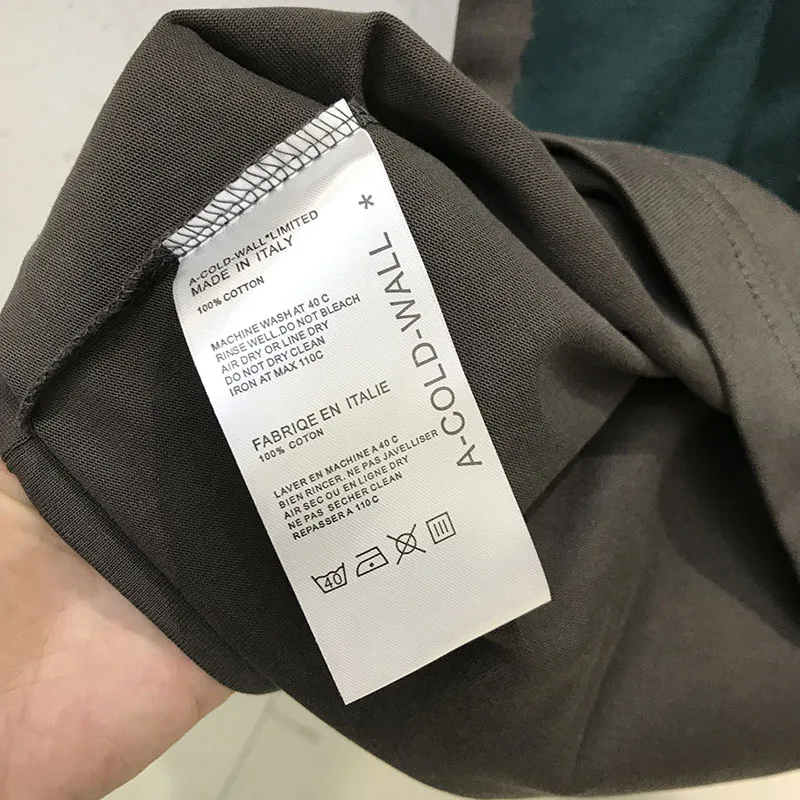 A-COLD-WALL*LIMITED
MADE IN ITALY
100% COTTON
MACHINE WASH AT 40 C
RINSE WELL.DO NOT BLEACH
AIR DRY OR LINE DRY
DO NOT DRY CLEAN
IRON AT MAX 110C
FABRIQE EN ITALIE
100% COTON
LAVER EN MACHINE A 40 C
BIEN RINCER. NE PAS JAVELLISER
AIR SEC OU EN LIGNE DRY
NE PAS SECHER CLEAN
REPASSER A 110 C
40
A-COLD-WALL*